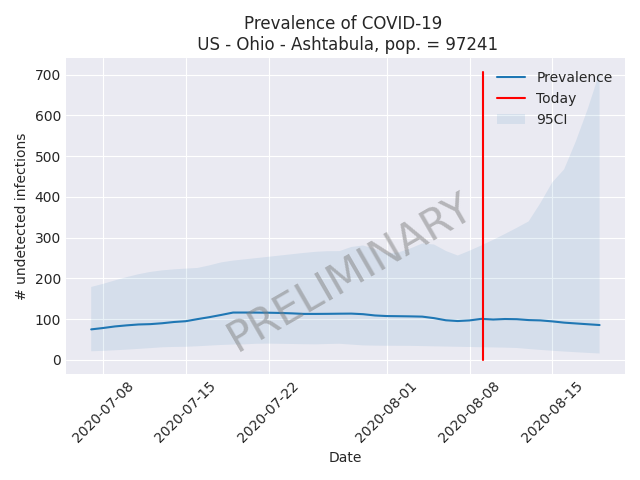 Prevalence of COVID-19
US - Ohio - Ashtabula, pop. = 97241
700
600
500
400
300
200
100
0
# undetected infections
Prevalence
Today
95CI
PRELIMINARY
2020-07-08
2020-07-15
2020-07-22
2020-08-01
2020-08-08
2020-08-15
Date